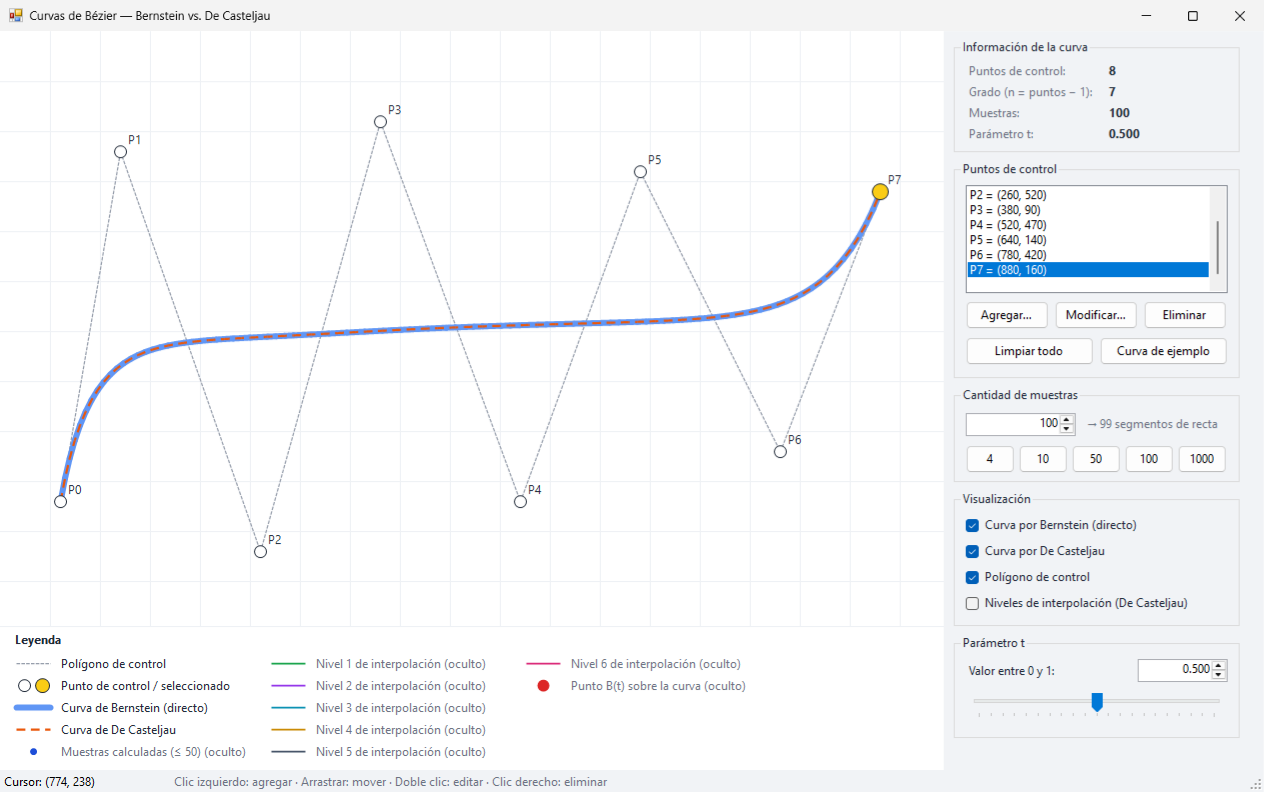 Curvas de Bézier — Bernstein vs. De Casteljau
P0
P1
P2
P3
P4
P5
P6
P7
Información de la curva
Puntos de control: 8
Grado (n = puntos − 1): 7
Muestras: 100
Parámetro t: 0.500
Puntos de control
P2 = (260, 520)
P3 = (380, 90)
P4 = (520, 470)
P5 = (640, 140)
P6 = (780, 420)
P7 = (880, 160)
Agregar... Modificar... Eliminar
Limpiar todo Curva de ejemplo
Cantidad de muestras
100 → 99 segmentos de recta
4 10 50 100 1000
Visualización
Curva por Bernstein (directo)
Curva por De Casteljau
Polígono de control
Niveles de interpolación (De Casteljau)
Parámetro t
Valor entre 0 y 1: 0.500
Leyenda
Polígono de control
Punto de control / seleccionado
Curva de Bernstein (directo)
Curva de De Casteljau
Muestras calculadas (≤ 50) (oculto)
Nivel 1 de interpolación (oculto)
Nivel 2 de interpolación (oculto)
Nivel 3 de interpolación (oculto)
Nivel 4 de interpolación (oculto)
Nivel 5 de interpolación (oculto)
Nivel 6 de interpolación (oculto)
Punto B(t) sobre la curva (oculto)
Cursor: (774, 238) Clic izquierdo: agregar · Arrastrar: mover · Doble clic: editar · Clic derecho: eliminar